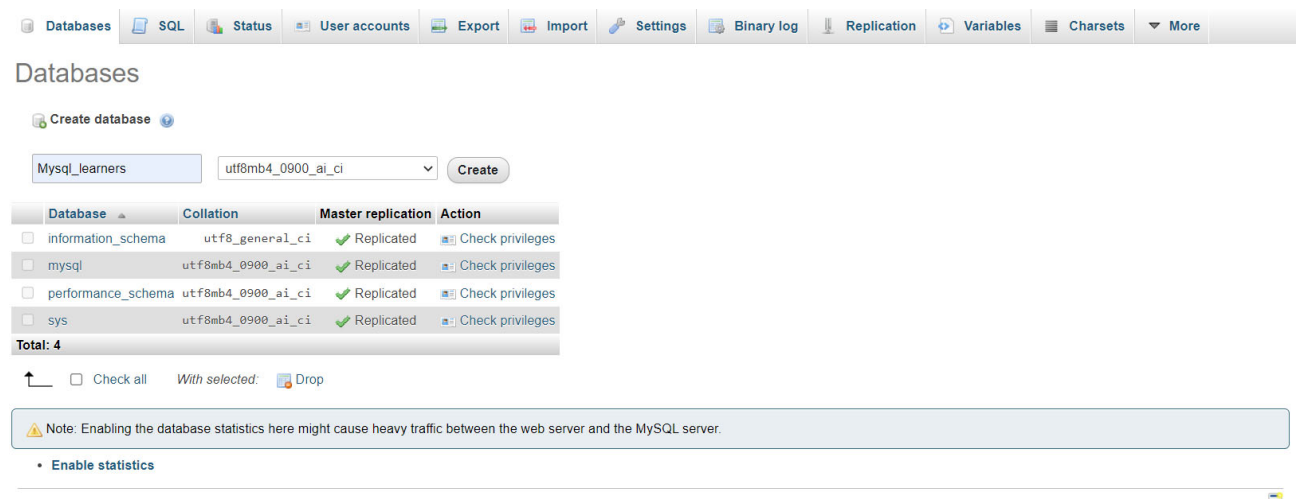 Databases SQL Status User accounts Export Import Settings Binary log Replication Variables Charsets More
Databases
Create database
Mysql_learners utf8mb4_0900_ai_ci Create
Database Collation Master replication Action
information_schema utf8_general_ci Replicated Check privileges
mysql utf8mb4_0900_ai_ci Replicated Check privileges
performance_schema utf8mb4_0900_ai_ci Replicated Check privileges
sys utf8mb4_0900_ai_ci Replicated Check privileges
Total: 4
Check all With selected: Drop
Note: Enabling the database statistics here might cause heavy traffic between the web server and the MySQL server.
• Enable statistics